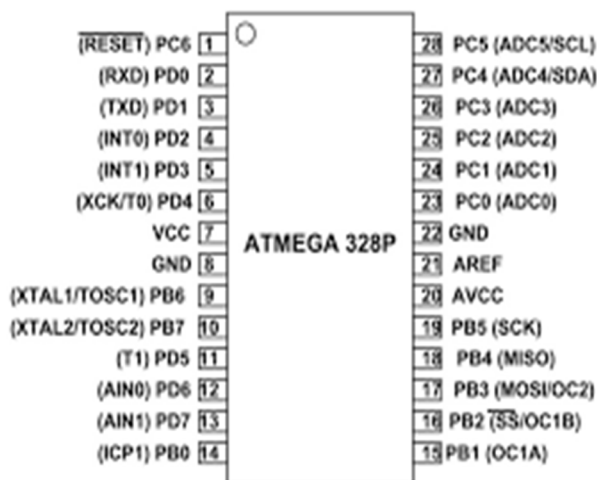 (RESET) PC6 1
(RXD) PD0 2
(TXD) PD1 3
(INT0) PD2 4
(INT1) PD3 5
(XCK/T0) PD4 6
VCC 7
GND 8
(XTAL1/TOSC1) PB6 9
(XTAL2/TOSC2) PB7 10
(T1) PD5 11
(AIN0) PD6 12
(AIN1) PD7 13
(ICP1) PB0 14
ATMEGA 328P
28 PC5 (ADC5/SCL)
27 PC4 (ADC4/SDA)
26 PC3 (ADC3)
25 PC2 (ADC2)
24 PC1 (ADC1)
23 PC0 (ADC0)
22 GND
21 AREF
20 AVCC
19 PB5 (SCK)
18 PB4 (MISO)
17 PB3 (MOSI/OC2)
16 PB2 (SS/OC1B)
15 PB1 (OC1A)